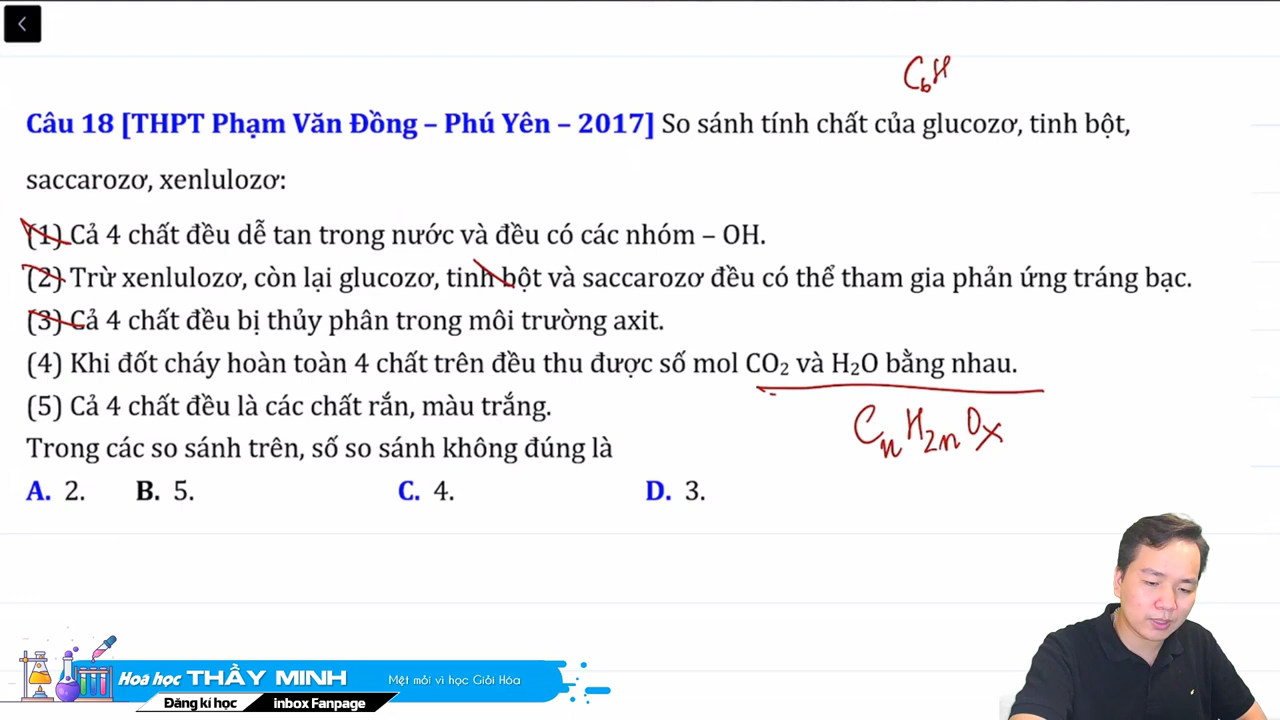 C₆H
Câu 18 [THPT Phạm Văn Đồng – Phú Yên – 2017] So sánh tính chất của glucozơ, tinh bột,
saccarozơ, xenlulozơ:
(1) Cả 4 chất đều dễ tan trong nước và đều có các nhóm – OH.
(2) Trừ xenlulozơ, còn lại glucozơ, tinh bột và saccarozơ đều có thể tham gia phản ứng tráng bạc.
(3) Cả 4 chất đều bị thủy phân trong môi trường axit.
(4) Khi đốt cháy hoàn toàn 4 chất trên đều thu được số mol CO₂ và H₂O bằng nhau.
(5) Cả 4 chất đều là các chất rắn, màu trắng.
CnH2nOx
Trong các so sánh trên, số so sánh không đúng là
A. 2. B. 5. C. 4. D. 3.
Hoá học THẦY MINH
Mệt mỏi vì học Giỏi Hóa
Đăng kí học inbox Fanpage